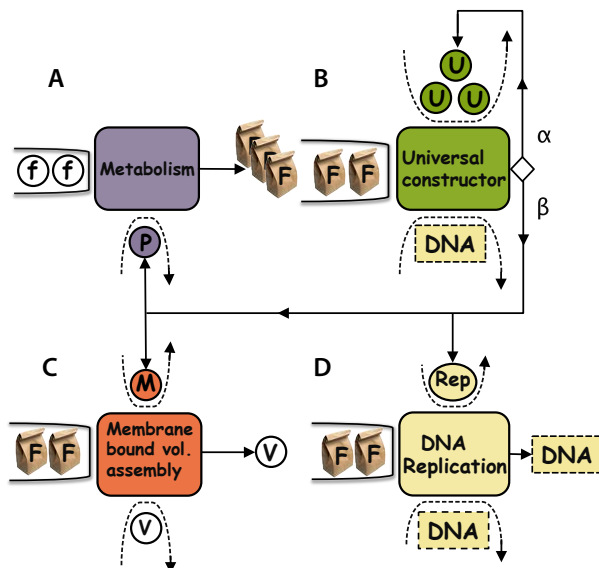 A
B
U
U
U
α
f
f
Metabolism
F
F
F
F
F
Universal
constructor
β
P
DNA
C
D
M
Rep
F
F
Membrane
bound vol.
assembly
V
F
F
DNA
Replication
DNA
V
DNA